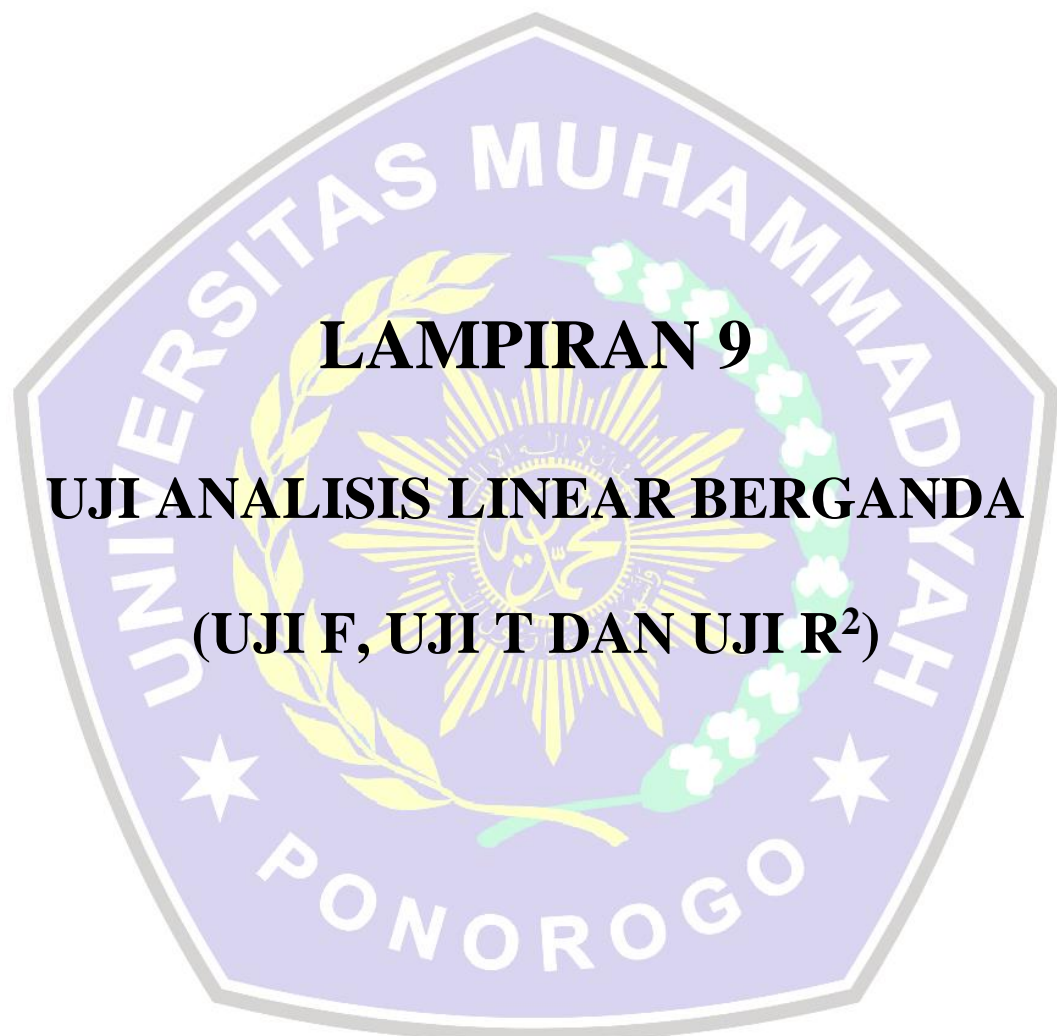 UNIVERSITAS MUHAMMADIYAH
LAMPIRAN 9
UJI ANALISIS LINEAR BERGANDA
(UJI F, UJI T DAN UJI R²)
PONOROGO